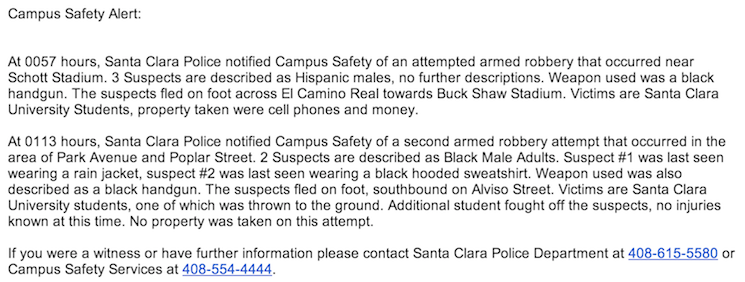 Campus Safety Alert:
At 0057 hours, Santa Clara Police notified Campus Safety of an attempted armed robbery that occurred near
Schott Stadium. 3 Suspects are described as Hispanic males, no further descriptions. Weapon used was a black
handgun. The suspects fled on foot across El Camino Real towards Buck Shaw Stadium. Victims are Santa Clara
University Students, property taken were cell phones and money.
At 0113 hours, Santa Clara Police notified Campus Safety of a second armed robbery attempt that occurred in the
area of Park Avenue and Poplar Street. 2 Suspects are described as Black Male Adults. Suspect #1 was last seen
wearing a rain jacket, suspect #2 was last seen wearing a black hooded sweatshirt. Weapon used was also
described as a black handgun. The suspects fled on foot, southbound on Alviso Street. Victims are Santa Clara
University students, one of which was thrown to the ground. Additional student fought off the suspects, no injuries
known at this time. No property was taken on this attempt.
If you were a witness or have further information please contact Santa Clara Police Department at 408-615-5580 or
Campus Safety Services at 408-554-4444.